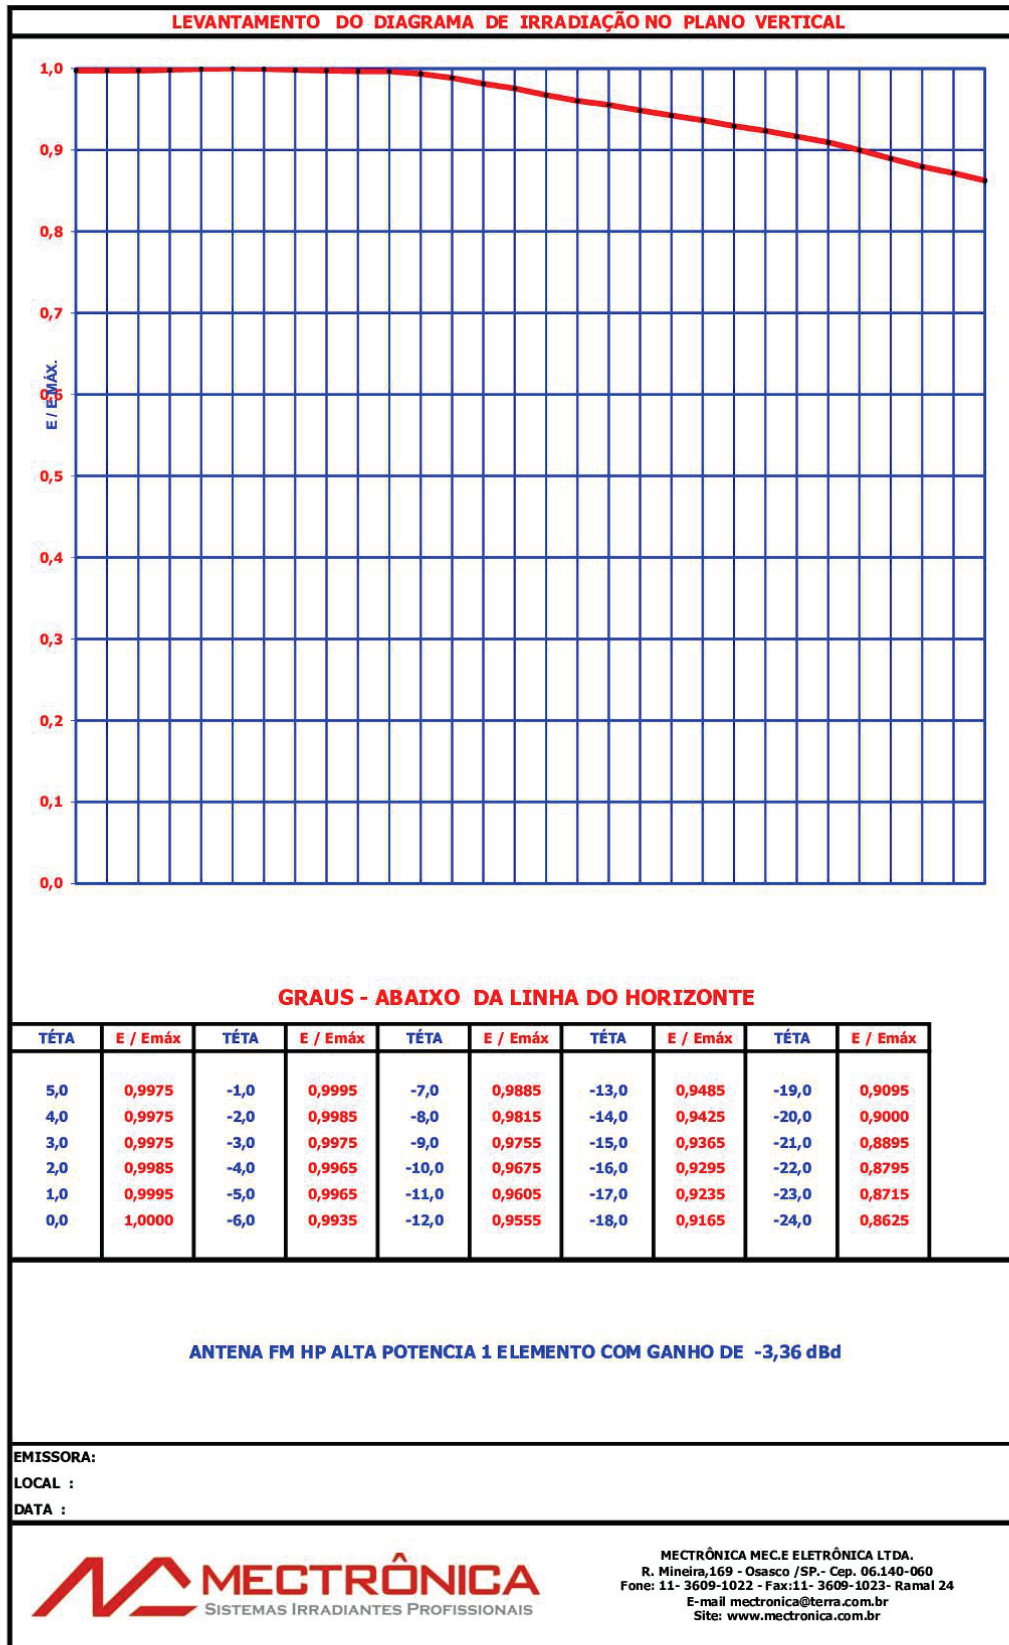 LEVANTAMENTO DO DIAGRAMA DE IRRADIAÇÃO NO PLANO VERTICAL
1,0
0,9
0,8
0,7
0,6
0,5
0,4
0,3
0,2
0,1
0,0
E / E MÁX.
GRAUS - ABAIXO DA LINHA DO HORIZONTE
TÉTA E / Emáx TÉTA E / Emáx TÉTA E / Emáx TÉTA E / Emáx TÉTA E / Emáx
5,0 0,9975 -1,0 0,9995 -7,0 0,9885 -13,0 0,9485 -19,0 0,9095
4,0 0,9975 -2,0 0,9985 -8,0 0,9815 -14,0 0,9425 -20,0 0,9000
3,0 0,9975 -3,0 0,9975 -9,0 0,9755 -15,0 0,9365 -21,0 0,8895
2,0 0,9985 -4,0 0,9965 -10,0 0,9675 -16,0 0,9295 -22,0 0,8795
1,0 0,9995 -5,0 0,9965 -11,0 0,9605 -17,0 0,9235 -23,0 0,8715
0,0 1,0000 -6,0 0,9935 -12,0 0,9555 -18,0 0,9165 -24,0 0,8625
ANTENA FM HP ALTA POTENCIA 1 ELEMENTO COM GANHO DE -3,36 dBd
EMISSORA:
LOCAL :
DATA :
MECTRÔNICA
SISTEMAS IRRADIANTES PROFISSIONAIS
MECTRÔNICA MEC.E ELETRÔNICA LTDA.
R. Mineira,169 - Osasco /SP.- Cep. 06.140-060
Fone: 11- 3609-1022 - Fax:11- 3609-1023- Ramal 24
E-mail mectronica@terra.com.br
Site: www.mectronica.com.br